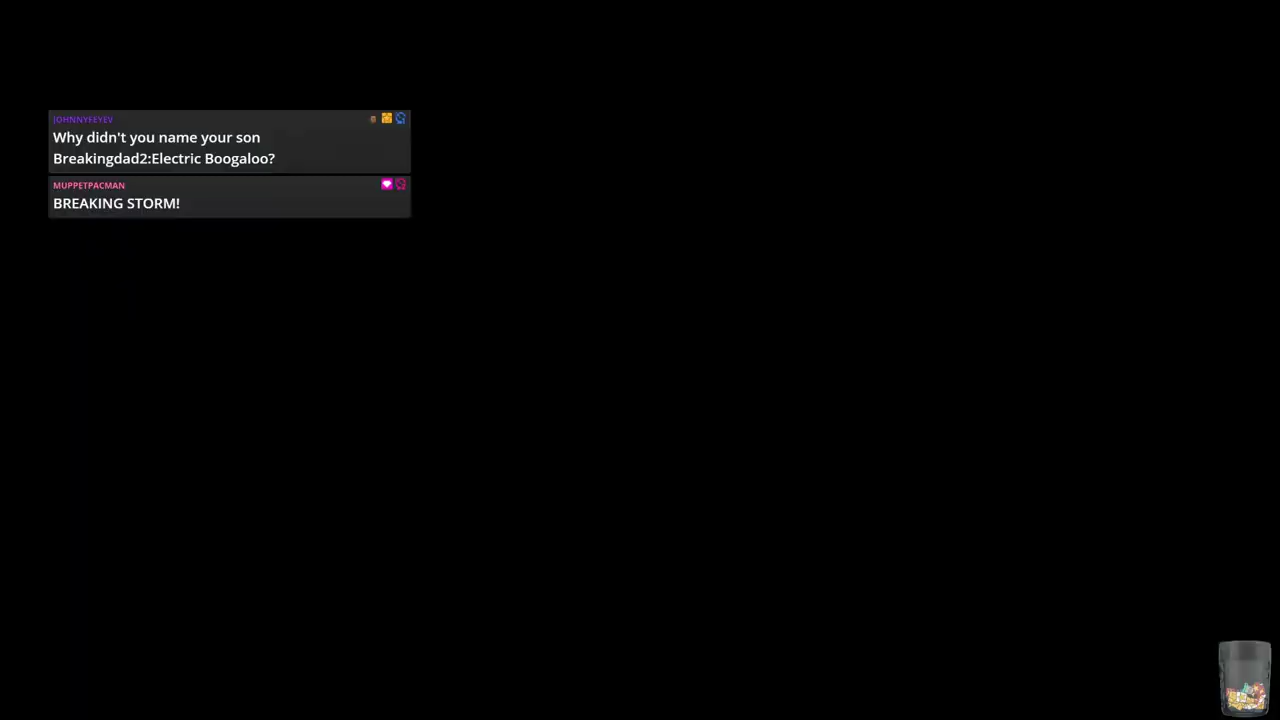 JOHNNYFEYEV
Why didn't you name your son
Breakingdad2:Electric Boogaloo?
MUPPETPACMAN
BREAKING STORM!